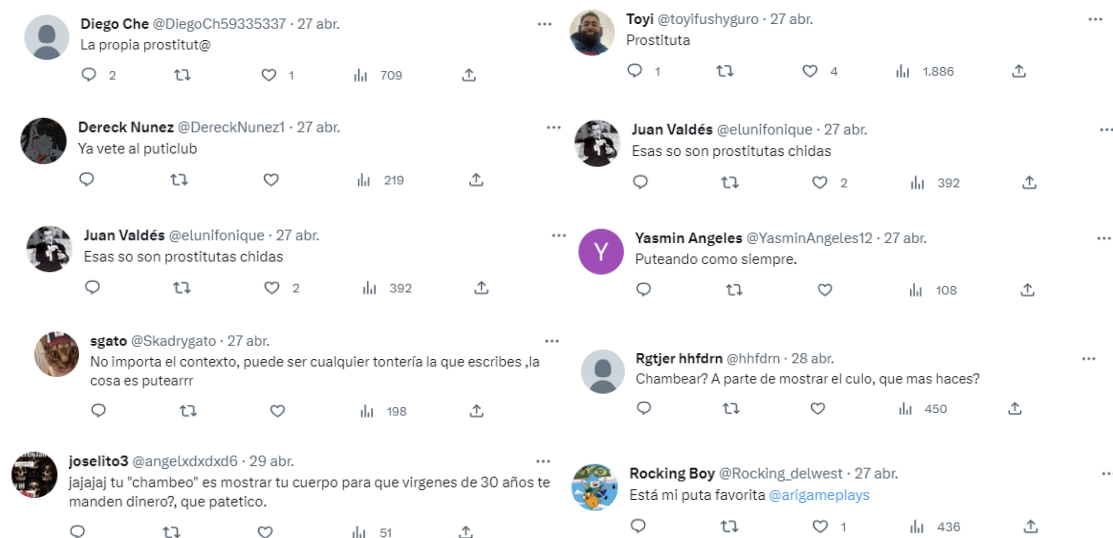 Diego Che @DiegoCh59335337 · 27 abr.
La propia prostitut@
2 1 709
Dereck Nunez @DereckNunez1 · 27 abr.
Ya vete al puticlub
219
Juan Valdés @elunifonique · 27 abr.
Esas so son prostitutas chidas
2 392
sgato @Skadrygato · 27 abr.
No importa el contexto, puede ser cualquier tontería la que escribes ,la
cosa es putearrr
198
joselito3 @angelxdxdxd6 · 29 abr.
jajajaj tu "chambeo" es mostrar tu cuerpo para que virgenes de 30 años te
manden dinero?, que patetico.
51
Toyi @toyifushyguro · 27 abr.
Prostituta
1 4 1.886
Juan Valdés @elunifonique · 27 abr.
Esas so son prostitutas chidas
2 392
Y
Yasmin Angeles @YasminAngeles12 · 27 abr.
Puteando como siempre.
108
Rgtjer hhfdrn @hhfdrn · 28 abr.
Chambear? A parte de mostrar el culo, que mas haces?
450
Rocking Boy @Rocking_delwest · 27 abr.
Está mi puta favorita @arigameplays
1 436